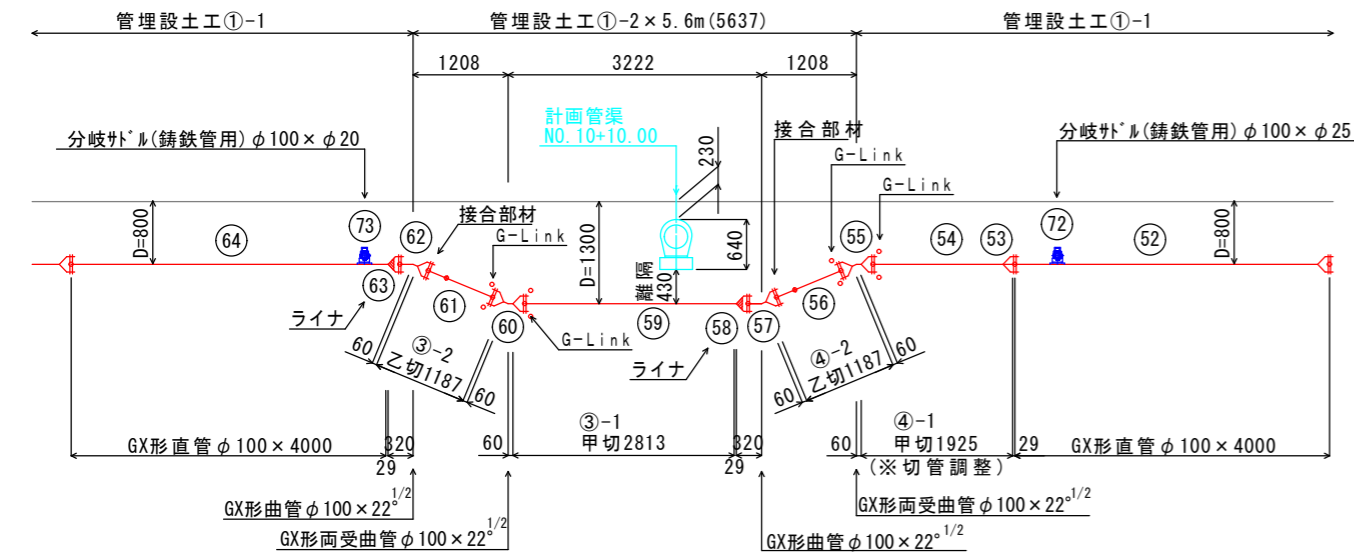 管埋設土工①-1
管埋設土工①-2×5.6m(5637)
管埋設土工①-1
1208
3222
1208
計画管渠
NO.10+10.00
分岐サドル(鋳鉄管用)φ100×φ20
接合部材
G-Link
G-Link
分岐サドル(鋳鉄管用)φ100×φ25
230
D=800
64
73
62
接合部材
G-Link
D=1300
640
離隔
430
55
54
53
72
52
D=800
63
61
60
59
58
57
56
ライナ
G-Link
ライナ
60
③-2
乙切1187
60
60
④-2
乙切1187
60
GX形直管φ100×4000
320
29
60
③-1
甲切2813
320
29
60
④-1
甲切1925
(※切管調整)
29
GX形直管φ100×4000
GX形曲管φ100×22°1/2
GX形両受曲管φ100×22°1/2
GX形曲管φ100×22°1/2
GX形両受曲管φ100×22°1/2